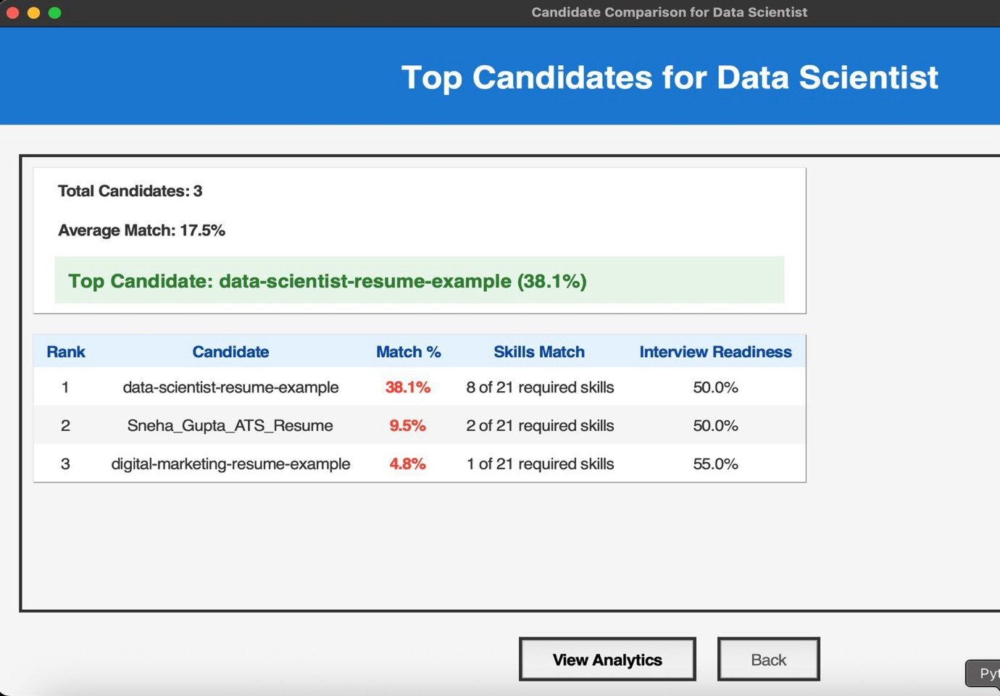 Candidate Comparison for Data Scientist
Top Candidates for Data Scientist
Total Candidates: 3
Average Match: 17.5%
Top Candidate: data-scientist-resume-example (38.1%)
Rank Candidate Match % Skills Match Interview Readiness
1 data-scientist-resume-example 38.1% 8 of 21 required skills 50.0%
2 Sneha_Gupta_ATS_Resume 9.5% 2 of 21 required skills 50.0%
3 digital-marketing-resume-example 4.8% 1 of 21 required skills 55.0%
View Analytics Back